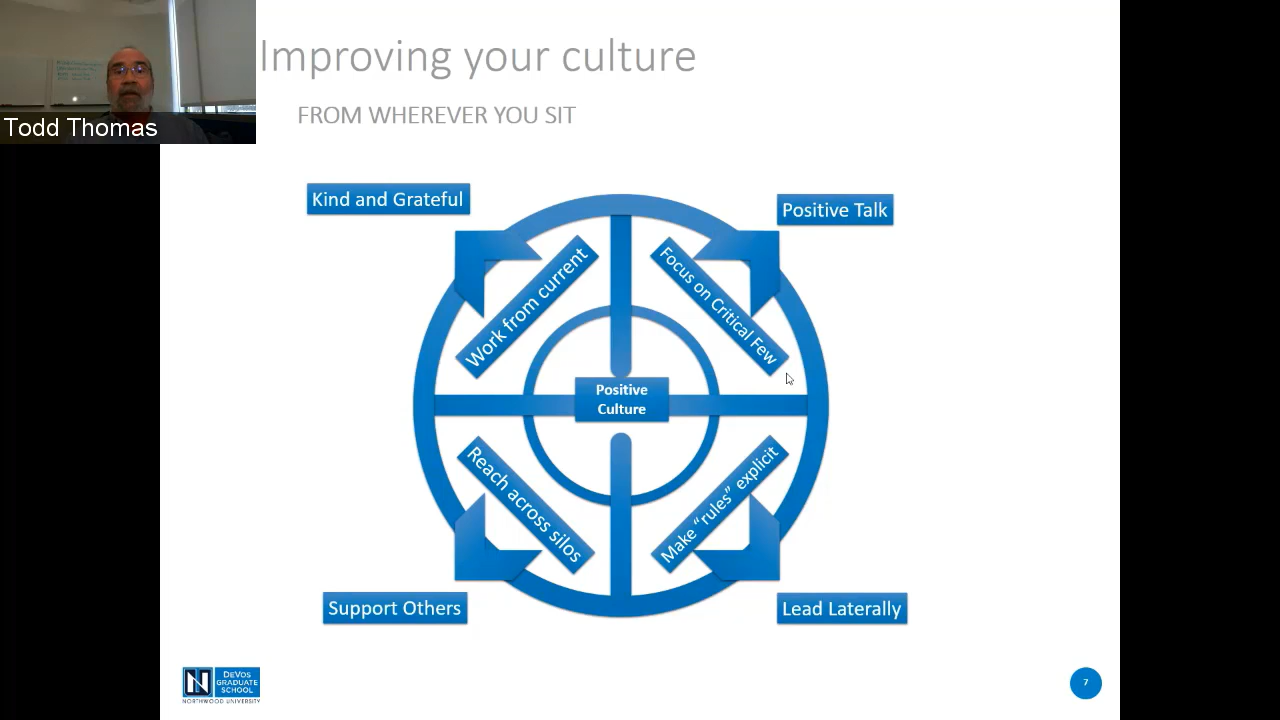 Improving your culture
FROM WHEREVER YOU SIT
Todd Thomas
Kind and Grateful
Positive Talk
Work from current
Focus on Critical Few
Positive
Culture
Reach across silos
Make “rules” explicit
Support Others
Lead Laterally
N
DeVos
GRADUATE
SCHOOL
NORTHWOOD UNIVERSITY
7